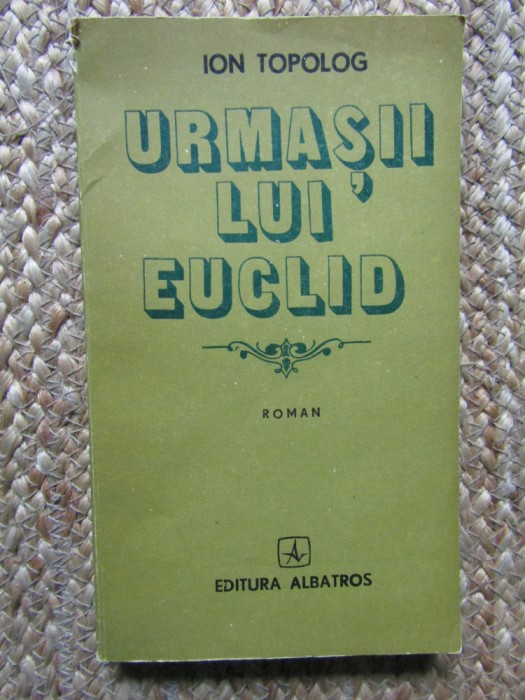 ION TOPOLOG
URMAȘII
LUI
EUCLID
ROMAN
EDITURA ALBATROS